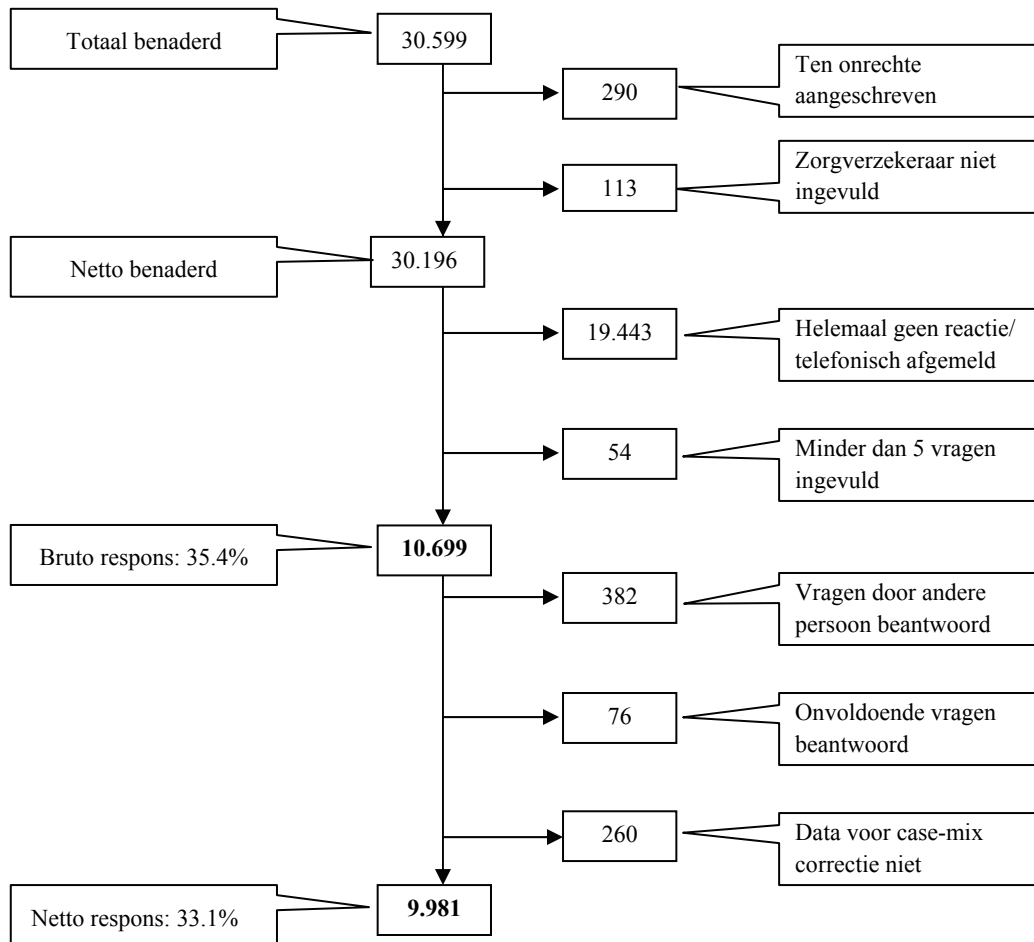 Totaal benaderd
30.599
290
Ten onrechte
aangeschreven
113
Zorgverzekeraar niet
ingevuld
Netto benaderd
30.196
19.443
Helemaal geen reactie/
telefonisch afgemeld
54
Minder dan 5 vragen
ingevuld
Bruto respons: 35.4%
10.699
382
Vragen door andere
persoon beantwoord
76
Onvoldoende vragen
beantwoord
260
Data voor case-mix
correctie niet
Netto respons: 33.1%
9.981